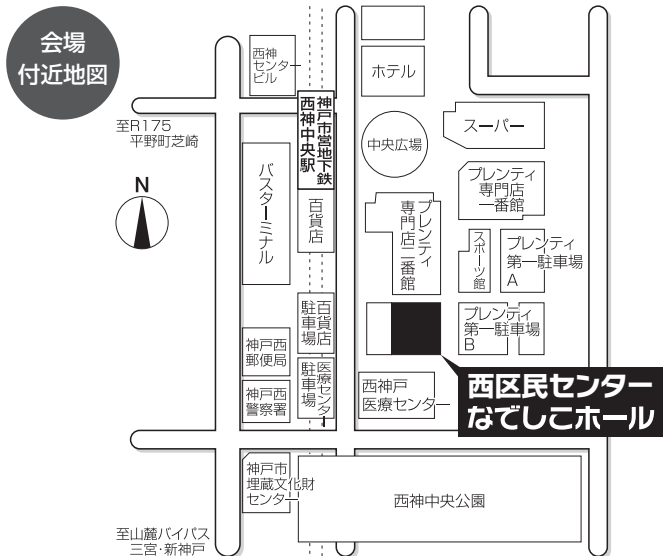 会場
付近地図
西神
センター
ビル
ホテル
神戸市営地下鉄
西神中央駅
至R175
平野町芝崎
中央広場
スーパー
N
バスターミナル
百貨店
プレンティ
専門店二番館
プレンティ
専門店
一番館
スポーツ館
プレンティ
第一駐車場
A
百貨店
駐車場
プレンティ
第一駐車場
B
神戸西
郵便局
医療センター
駐車場
神戸西
警察署
西神戸
医療センター
西区民センター
なでしこホール
神戸市
埋蔵文化財
センター
西神中央公園
至山麓バイパス
三宮·新神戸